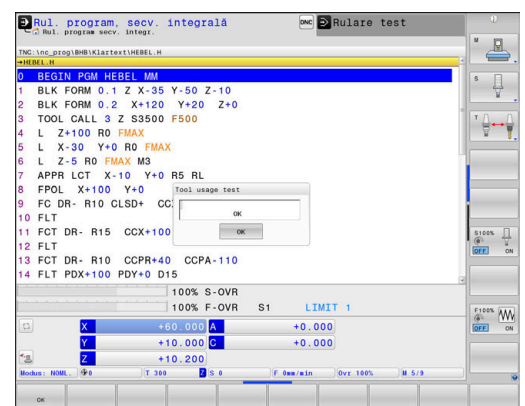 Rul. program, secv. integrală
DNC
Rulare test
Rul. program secv. integr.
TNC:\nc_prog\BHB\Klartext\HEBEL.H
→HEBEL.H
0 BEGIN PGM HEBEL MM
1 BLK FORM 0.1 Z X-35 Y-50 Z-10
2 BLK FORM 0.2 X+120 Y+20 Z+0
3 TOOL CALL 3 Z S3500 F500
4 L Z+100 R0 FMAX
5 L X-30 Y+0 R0 FMAX
6 L Z-5 R0 FMAX M3
7 APPR LCT X-10 Y+0 R5 RL
8 FPOL X+100 Y+0
9 FC DR- R10 CLSD+ CC
10 FLT
11 FCT DR- R15 CCX+100
12 FLT
13 FCT DR- R10 CCPR+40 CCPA-110
14 FLT PDX+100 PDY+0 D15
Tool usage test
OK
OK
100% S-OVR
100% F-OVR S1 LIMIT 1
X +60.000 A +0.000
Y +10.000 C +0.000
Z +10.200
Modus: NOML. 0 T 300 Z S 0 F 0mm/min Ovr 100% M 5/9
OK
M
S
T
S100%
OFF ON
F100%
OFF ON